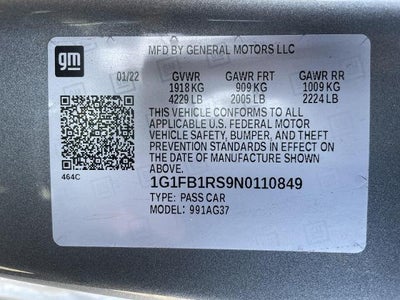 gm
MFD BY GENERAL MOTORS LLC
01/22 GVWR GAWR FRT GAWR RR
1918 KG 909 KG 1009 KG
4229 LB 2005 LB 2224 LB
THIS VEHICLE CONFORMS TO ALL
APPLICABLE U.S. FEDERAL MOTOR
VEHICLE SAFETY, BUMPER, AND THEFT
PREVENTION STANDARDS IN EFFECT ON
THE DATE OF MANUFACTURE SHOWN
ABOVE.
464C
1G1FB1RS9N0110849
TYPE: PASS CAR
MODEL: 991AG37